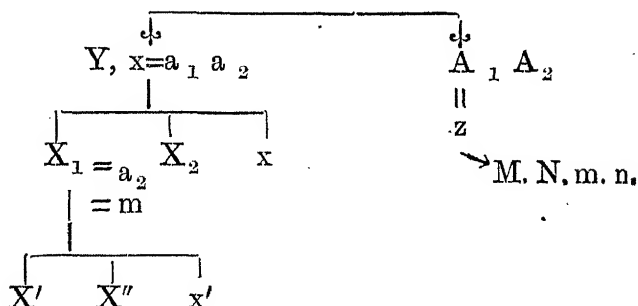 Y, x=a₁ a₂ A₁ A₂
||
z
X₁ = a₂ X₂ x
= m
M. N. m. n.
X′ X″ x′